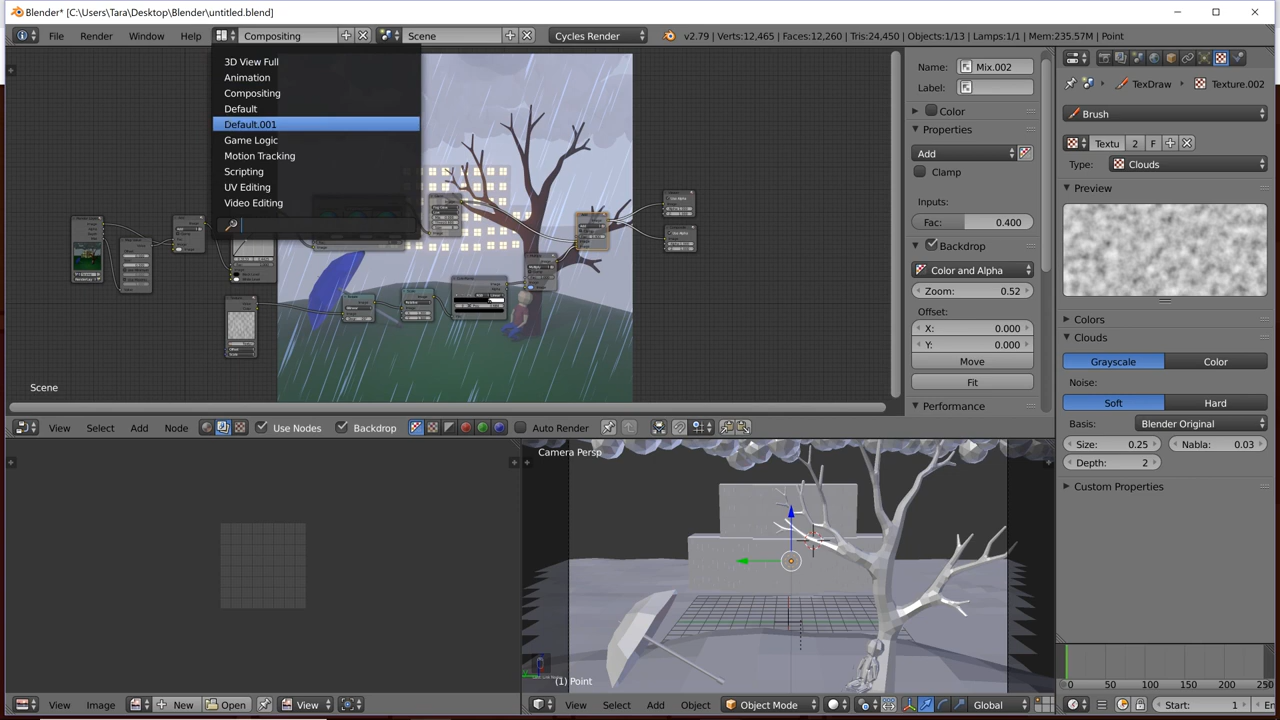 Blender* [C:\Users\Tara\Desktop\Blender\untitled.blend]
File Render Window Help Compositing Scene Cycles Render v2.79 | Verts:12,465 | Faces:12,260 | Tris:24,450 | Objects:1/13 | Lamps:1/1 | Mem:235.57M | Point
3D View Full
Animation
Compositing
Default
Default.001
Game Logic
Motion Tracking
Scripting
UV Editing
Video Editing
Scene
Name: Mix.002
Label:
Color
Properties
Add
Clamp
Inputs:
Fac: 0.400
Backdrop
Color and Alpha
Zoom: 0.52
Offset:
X: 0.000
Y: 0.000
Move
Fit
Performance
TexDraw Texture.002
Brush
Textu 2 F
Type: Clouds
Preview
Colors
Clouds
Grayscale Color
Noise:
Soft Hard
Basis: Blender Original
Size: 0.25 Nabla: 0.03
Depth: 2
Custom Properties
View Select Add Node Use Nodes Backdrop Auto Render
Camera Persp
(1) Point
View Image New Open View
View Select Add Object Object Mode Global
0 50 100 150 200 250
Start: 1 En